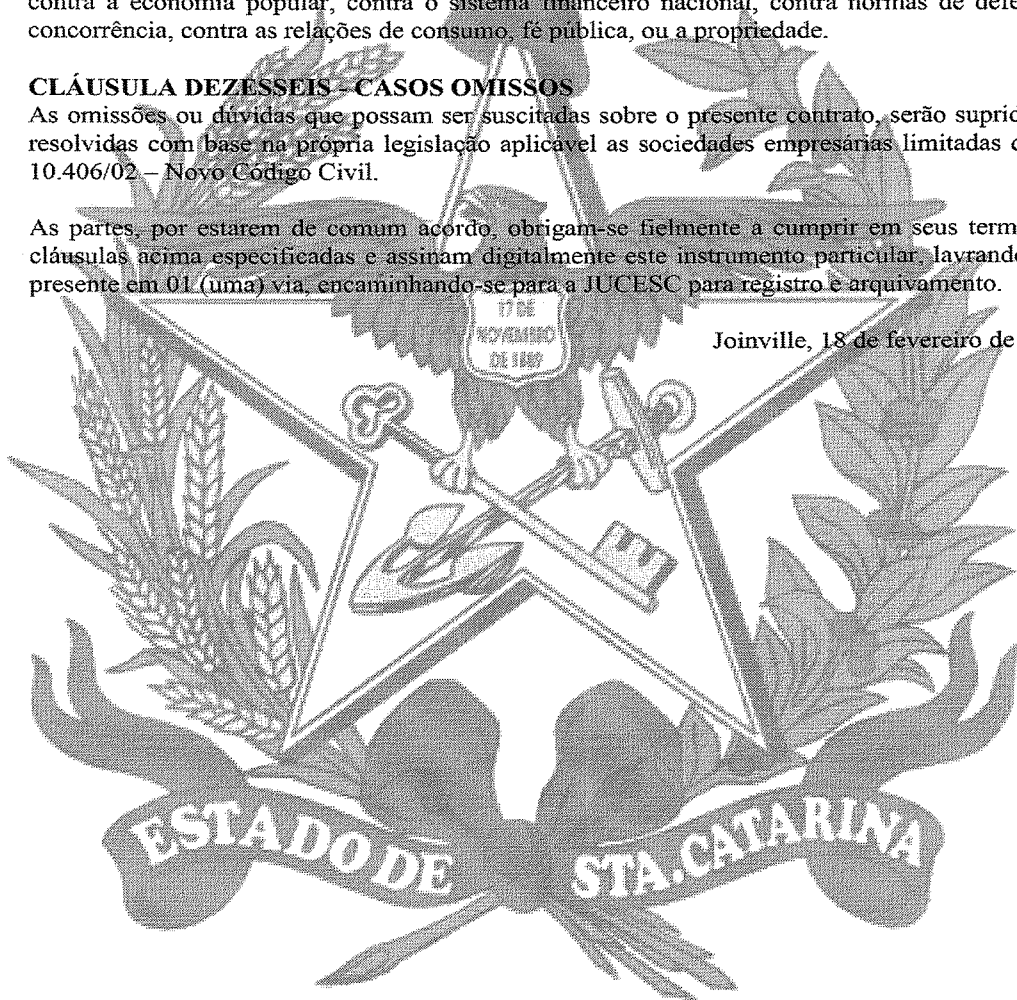 contra a economia popular, contra o sistema financeiro nacional, contra normas de defe
concorrência, contra as relações de consumo, fé pública, ou a propriedade.
CLÁUSULA DEZESSEIS – CASOS OMISSOS
As omissões ou dúvidas que possam ser suscitadas sobre o presente contrato, serão suprid
resolvidas com base na própria legislação aplicável as sociedades empresárias limitadas
10.406/02 – Novo Código Civil.
As partes, por estarem de comum acordo, obrigam-se fielmente a cumprir em seus term
cláusulas acima especificadas e assinam digitalmente este instrumento particular, lavrand
presente em 01 (uma) via, encaminhando-se para a JUCESC para registro e arquivamento.
Joinville, 18 de fevereiro de
17 DE
NOVEMBRO
DE 1889
ESTADO DE STA.CATARINA